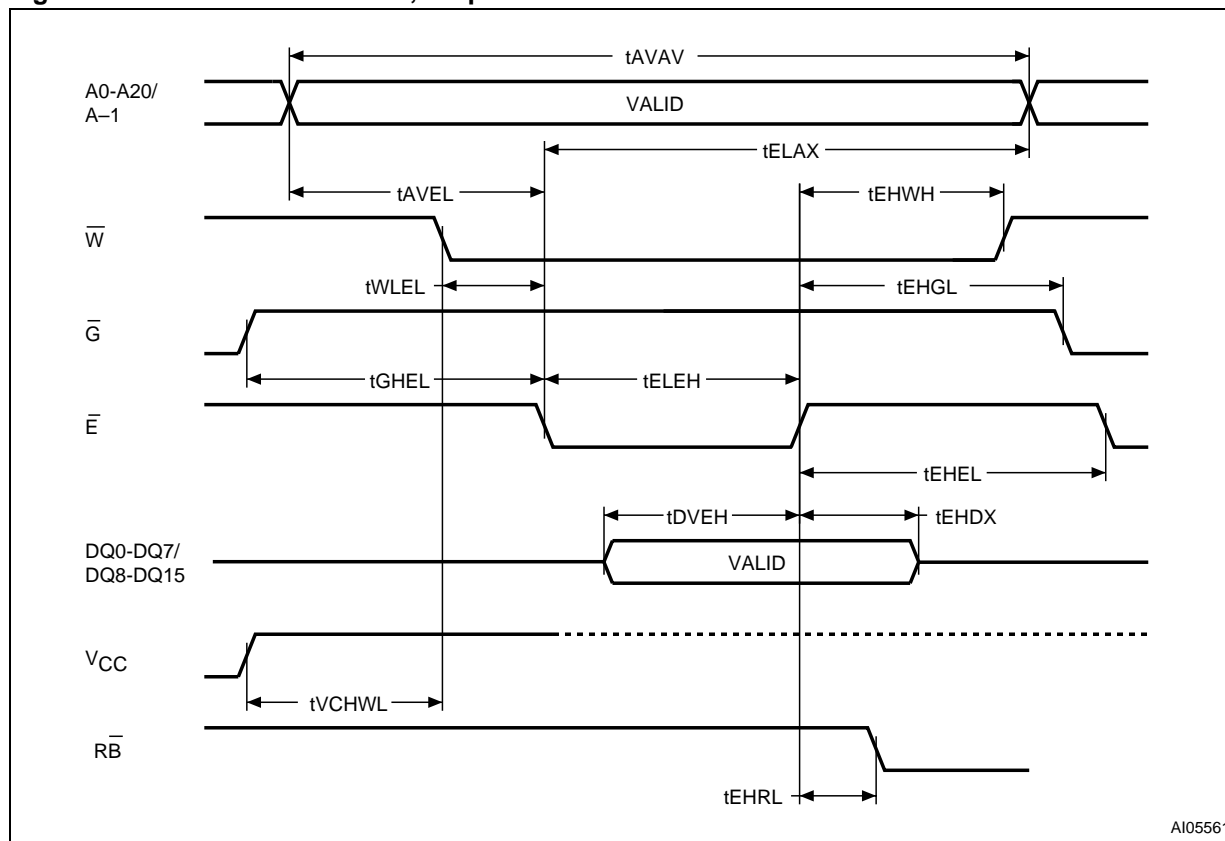 tAVAV
A0-A20/
A–1
VALID
tELAX
tAVEL
tEHWH
W̅
tWLEL
tEHGL
G̅
tGHEL
tELEH
E̅
tEHEL
tDVEH
tEHDX
DQ0-DQ7/
DQ8-DQ15
VALID
VCC
tVCHWL
RB̅
tEHRL
AI05561